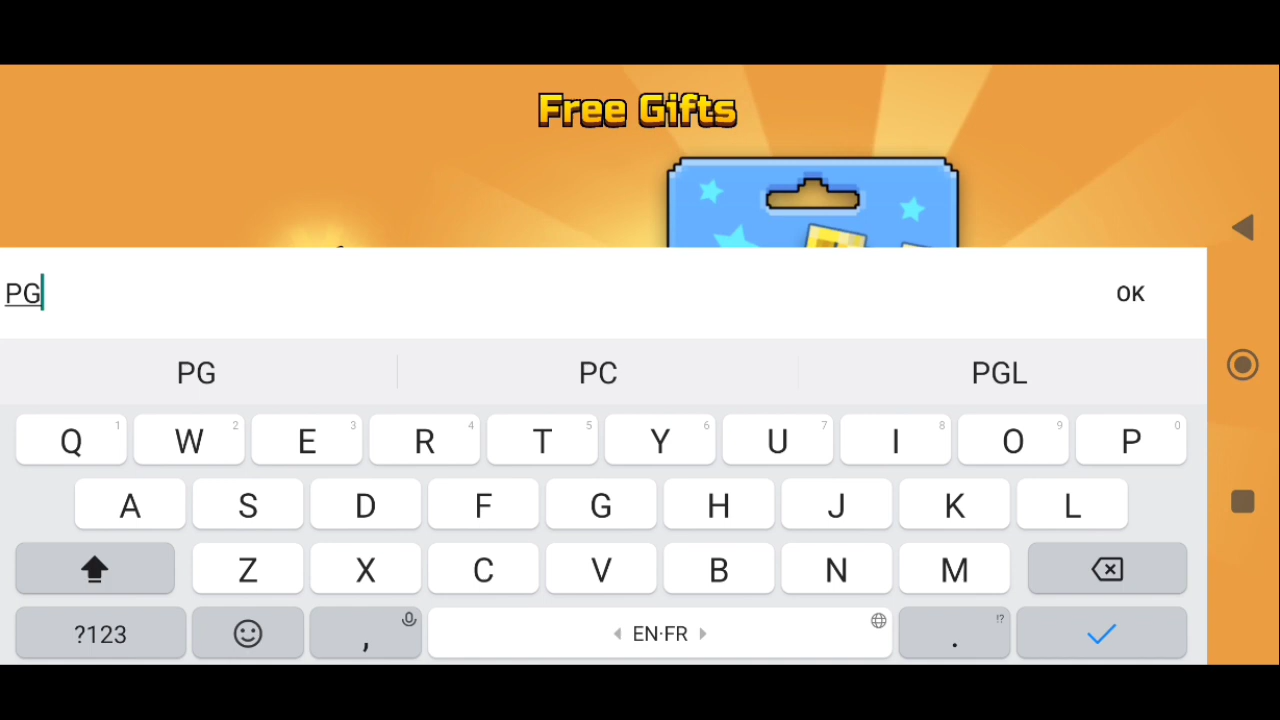 Free Gifts
PG
OK
PG PC PGL
Q 1 W 2 E 3 R 4 T 5 Y 6 U 7 I 8 O 9 P 0
A S D F G H J K L
Z X C V B N M
?123 , EN·FR . !?